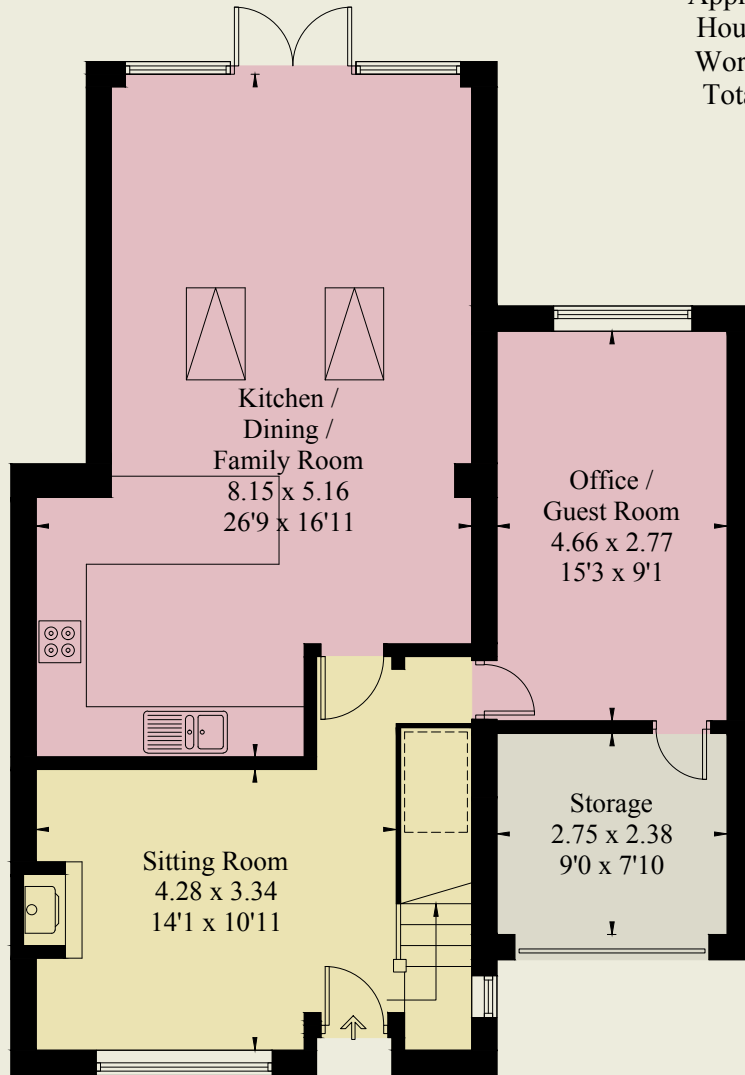 Kitchen /
Dining /
Family Room
8.15 x 5.16
26'9 x 16'11
Office /
Guest Room
4.66 x 2.77
15'3 x 9'1
Storage
2.75 x 2.38
9'0 x 7'10
Sitting Room
4.28 x 3.34
14'1 x 10'11